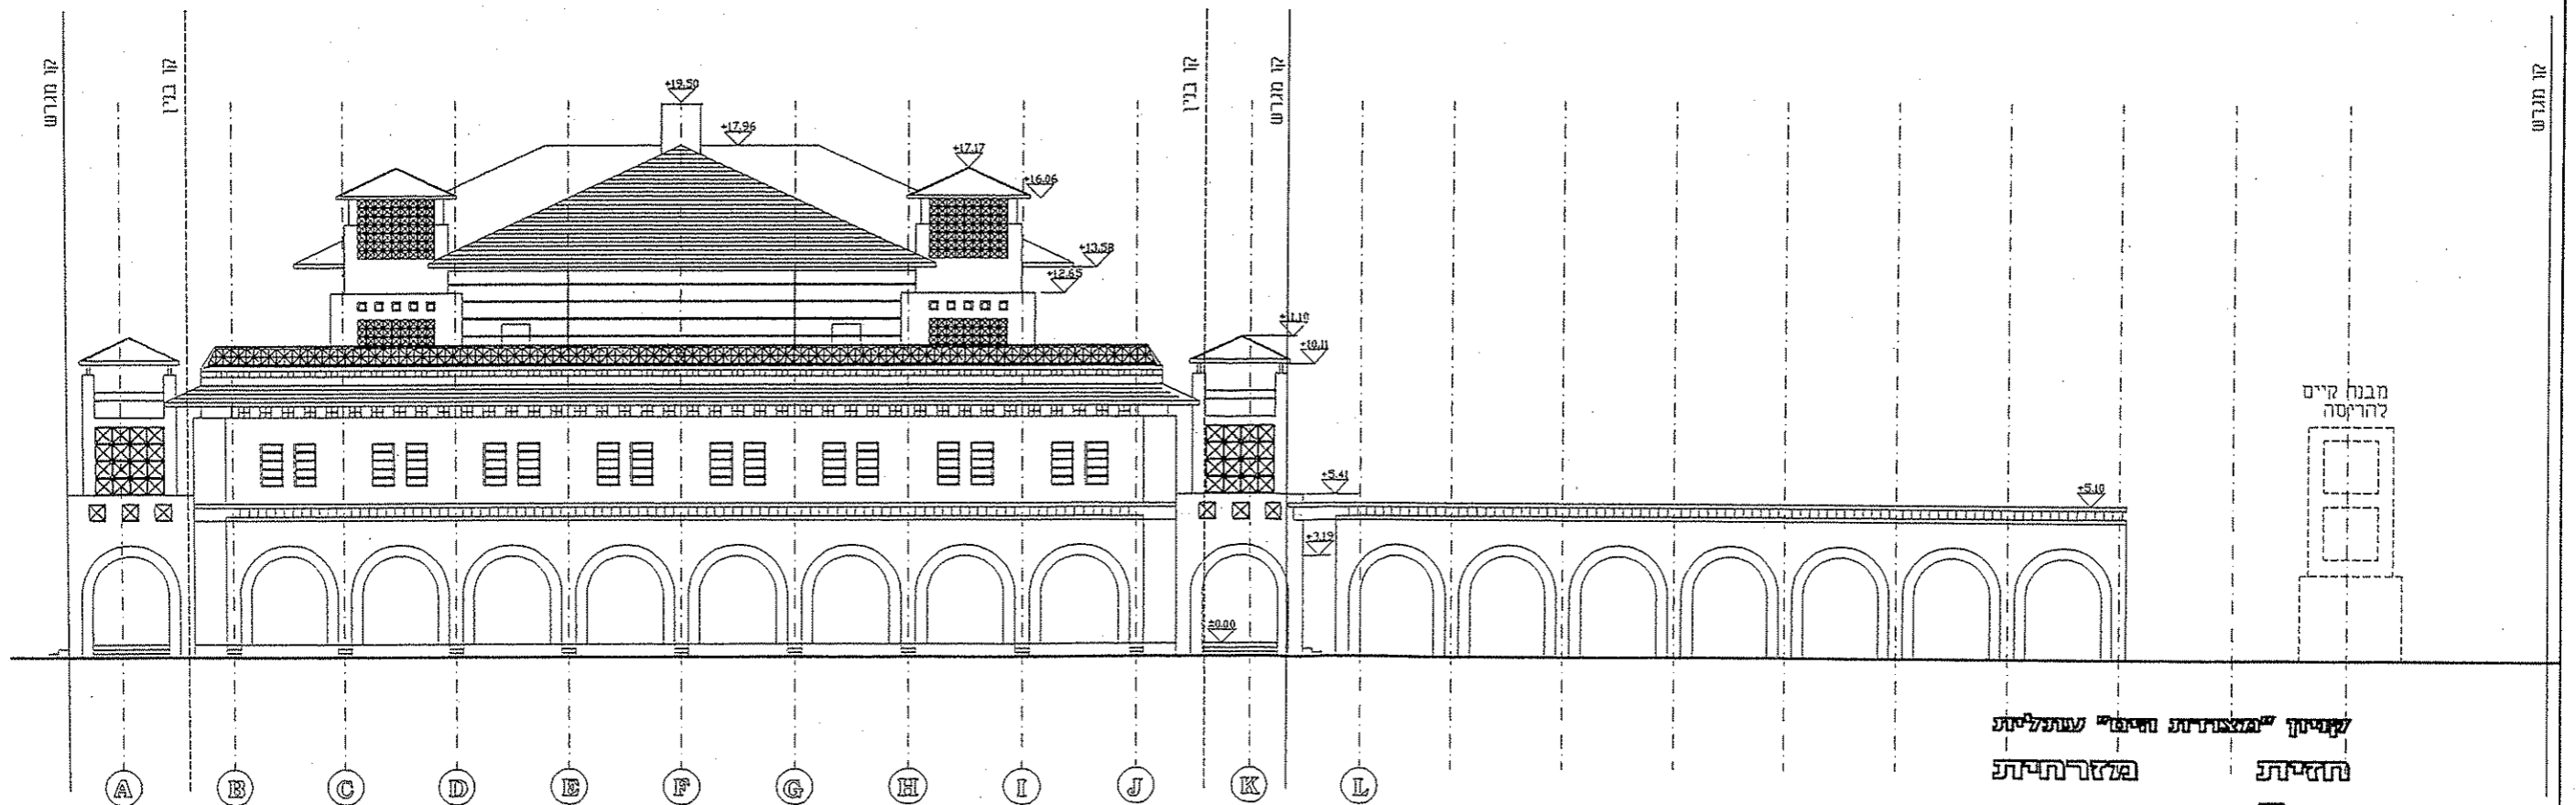 קו מגרש
קו בנין
קו בנין
קו מגרש
קו מגרש
+19.50
+17.96
+17.17
+16.06
+13.58
+12.65
+11.10
+10.11
מבנה קיים
להריסה
+5.41
+5.10
+3.19
±0.00
קניון "מצודת הים" עתלית
חזית מזרחית
A B C D E F G H I J K L